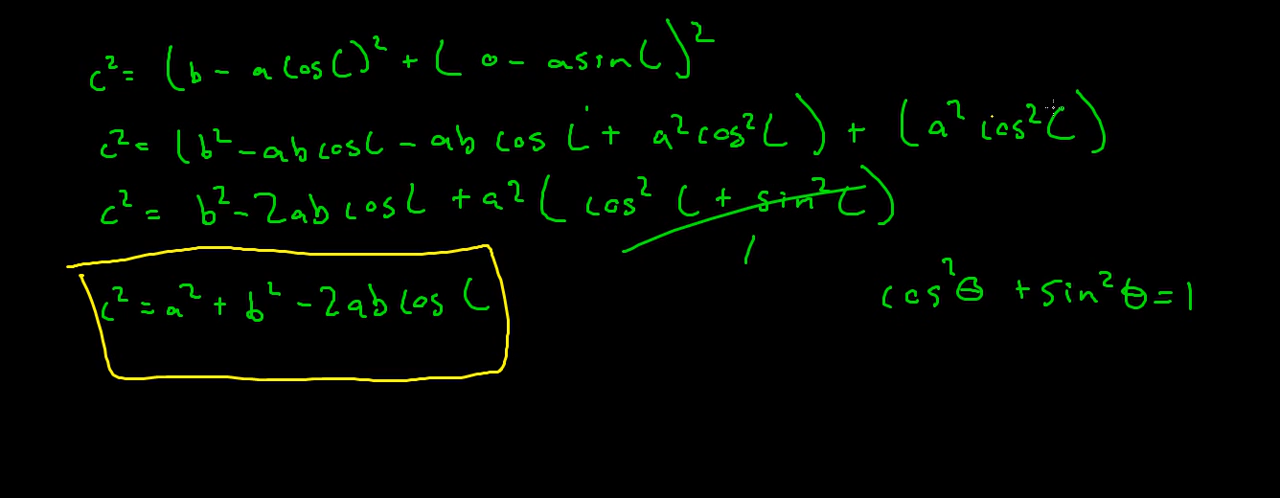 c² = (b - a cos C)² + (0 - a sin C)²
c² = (b² - ab cos C - ab cos C + a² cos² C) + (a² cos² C)
c² = b² - 2ab cos C + a² (cos² C + sin² C)
1
cos² θ + sin² θ = 1
c² = a² + b² - 2ab cos C